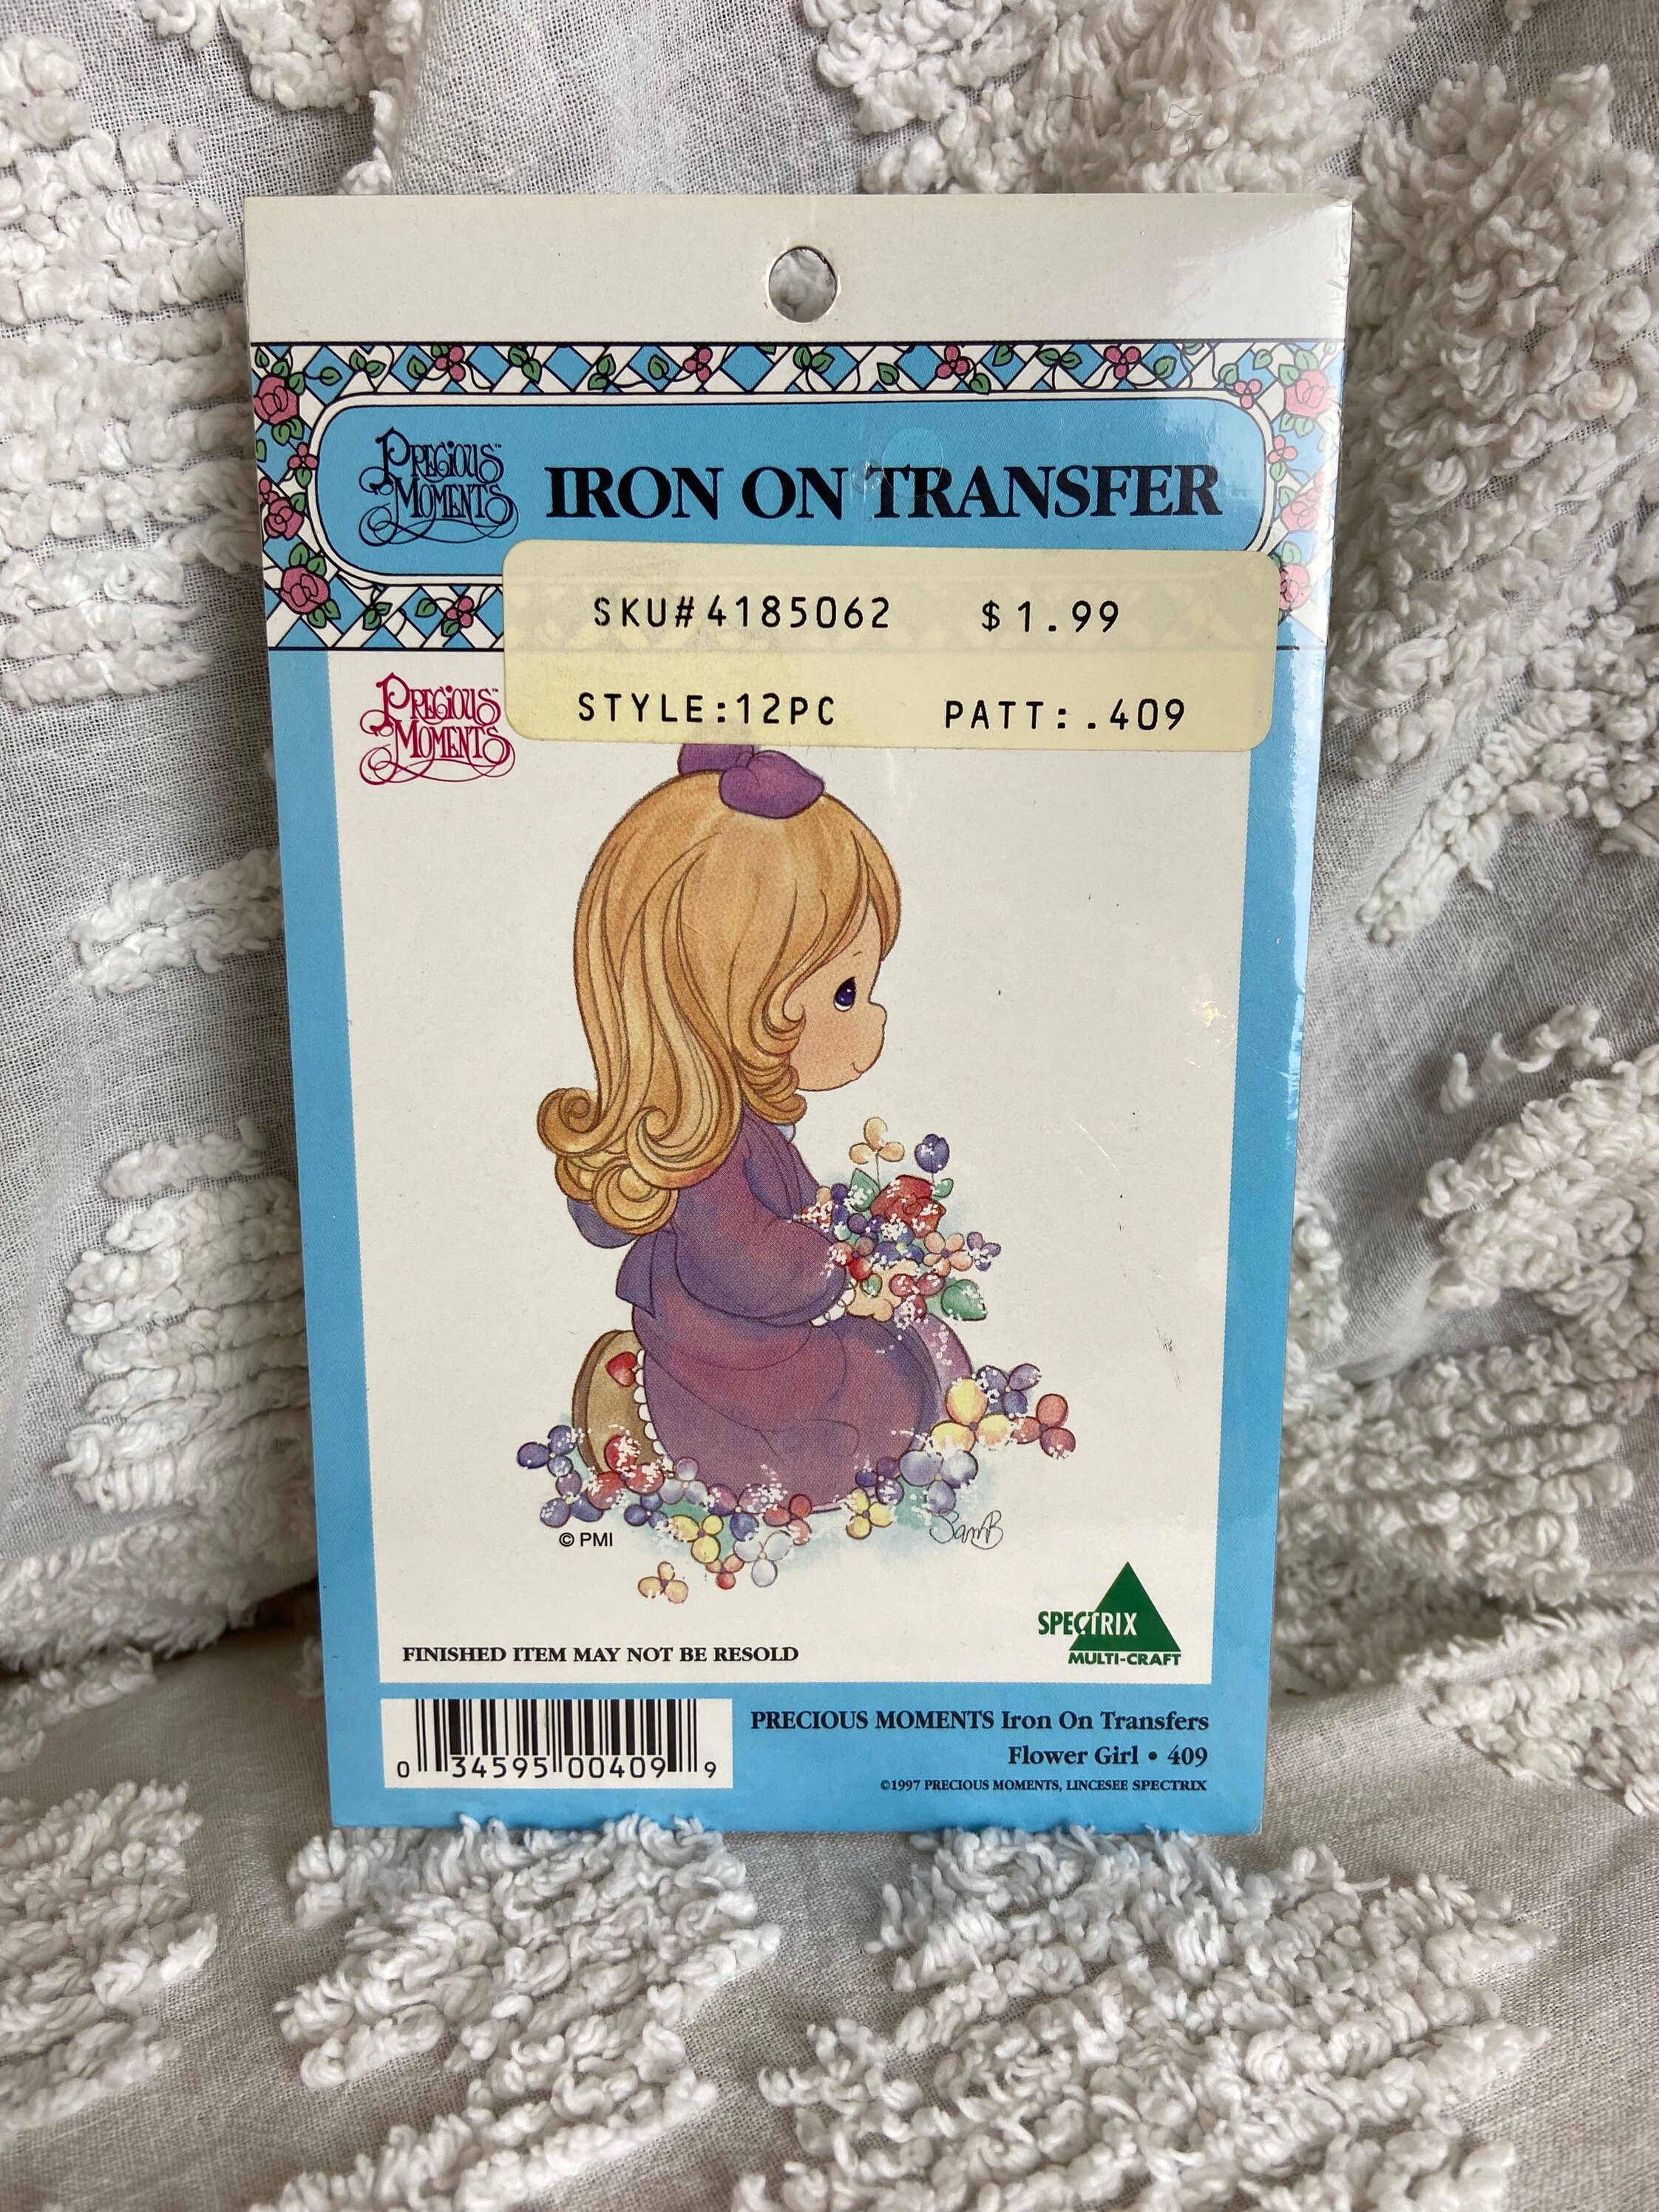 PRECIOUS MOMENTS™ IRON ON TRANSFER
SKU#4185062 $1.99
STYLE:12PC PATT:.409
PRECIOUS MOMENTS™
© PMI
SamB
SPECTRIX
MULTI-CRAFT
FINISHED ITEM MAY NOT BE RESOLD
0 34595 00409 9
PRECIOUS MOMENTS Iron On Transfers
Flower Girl • 409
©1997 PRECIOUS MOMENTS, LINCESEE SPECTRIX